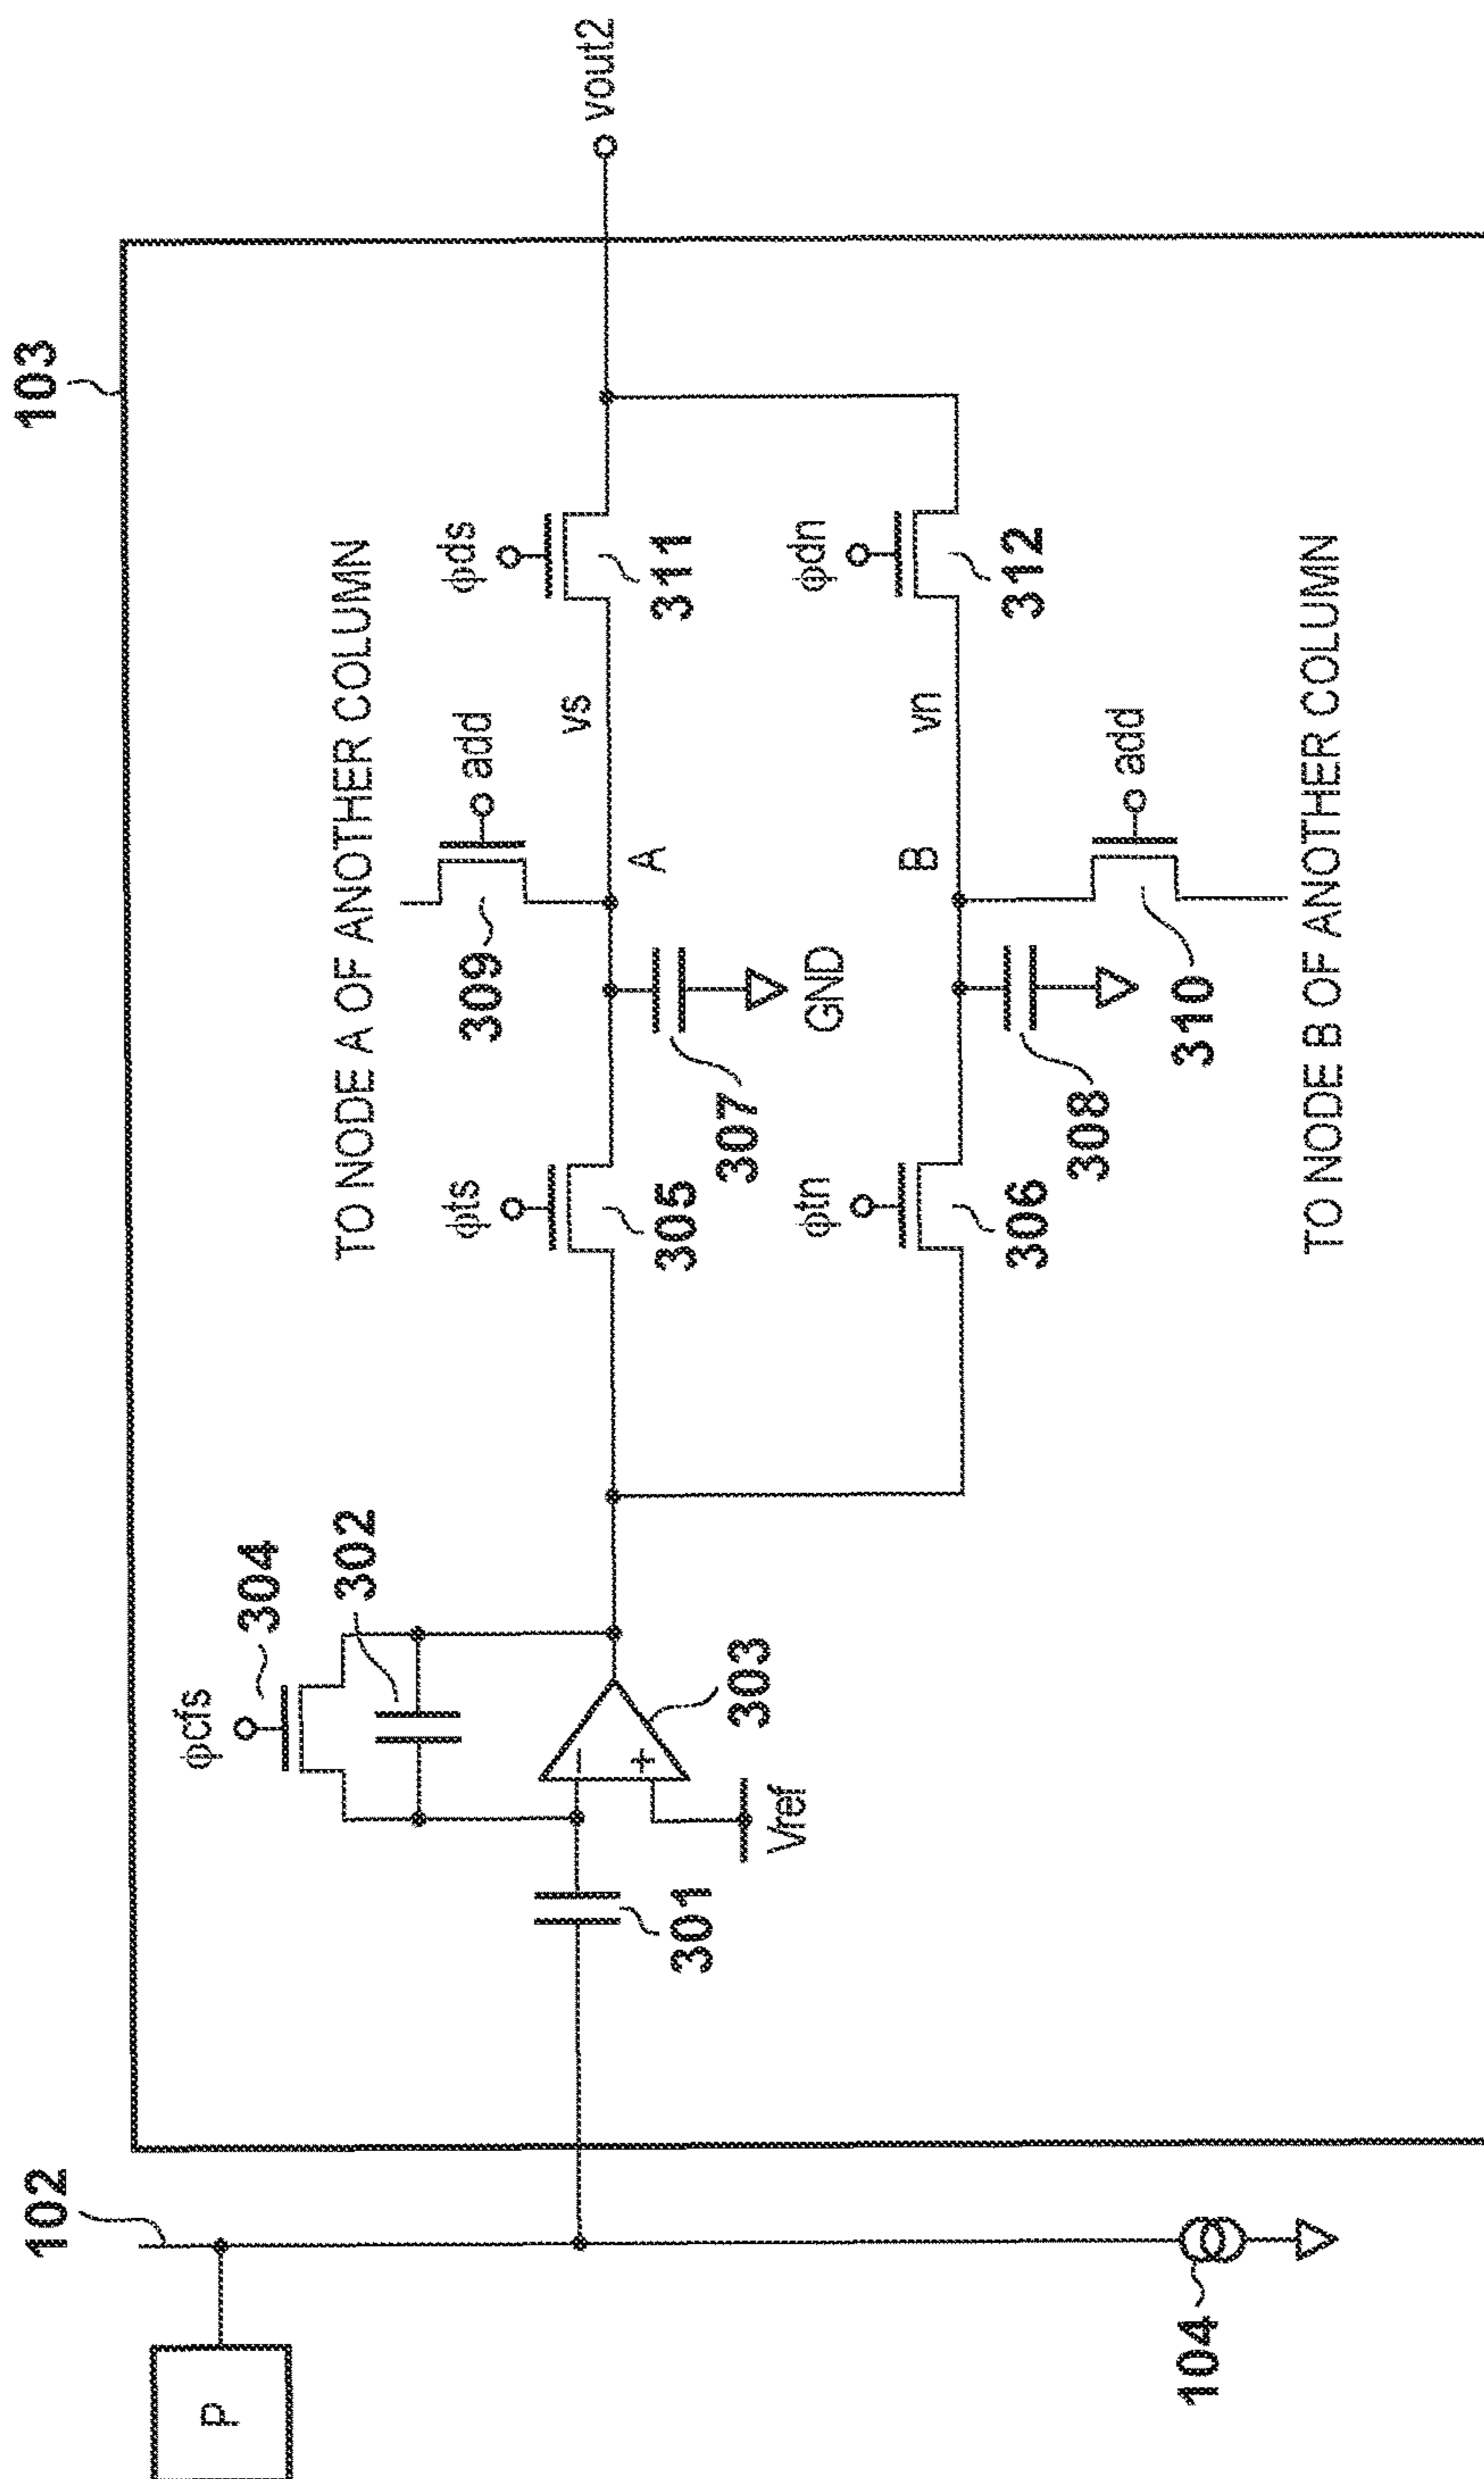 103
102
P
104
301
φcfs
304
302
303
Vref
TO NODE A OF ANOTHER COLUMN
φts
305
309
add
307
GND
A
vs
φds
311
vout2
φtn
306
308
B
vn
φdn
312
310
add
TO NODE B OF ANOTHER COLUMN